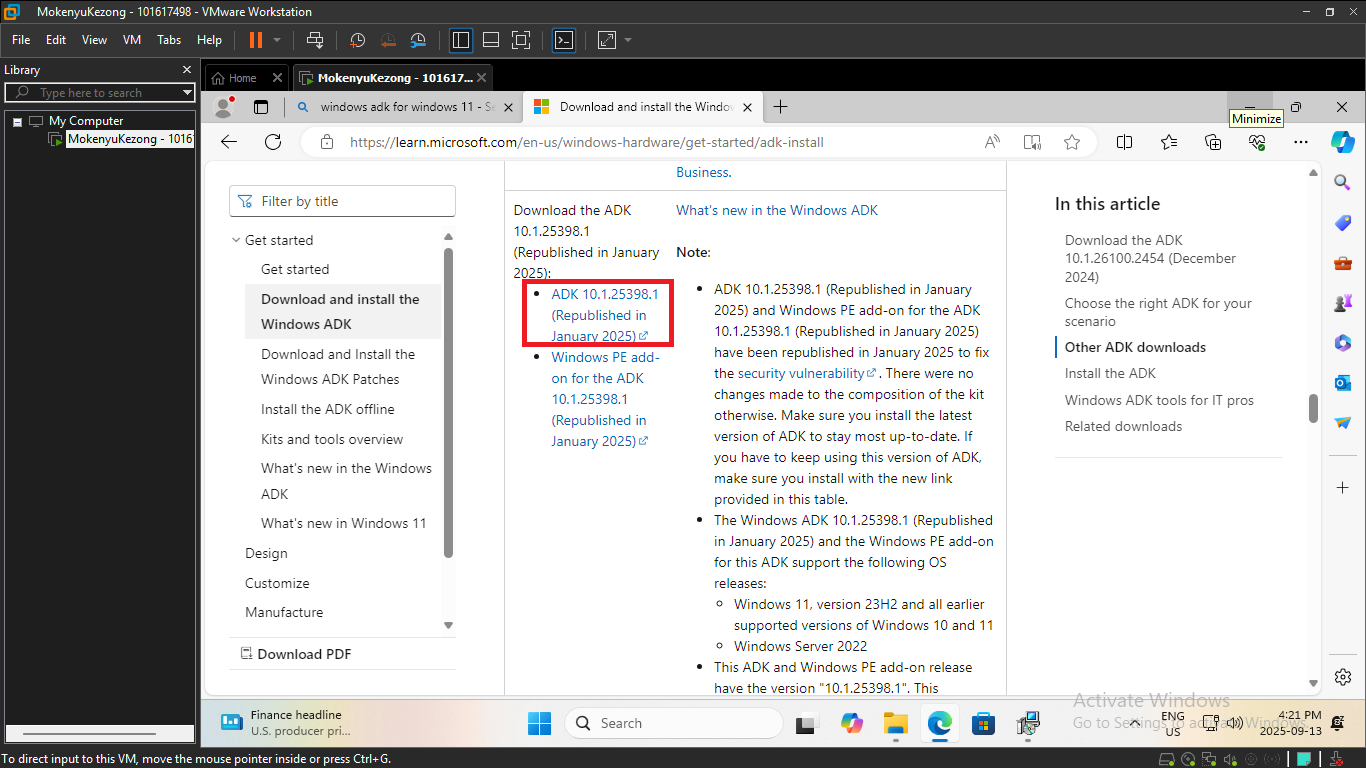 MokenyuKezong - 101617498 - VMware Workstation
File Edit View VM Tabs Help
Library
Type here to search
My Computer
MokenyuKezong - 1016
Home
MokenyuKezong - 101617...
windows adk for windows 11 - Se
Download and install the Windo
Minimize
https://learn.microsoft.com/en-us/windows-hardware/get-started/adk-install
Filter by title
Get started
Get started
Download and install the
Windows ADK
Download and Install the
Windows ADK Patches
Install the ADK offline
Kits and tools overview
What's new in the Windows
ADK
What's new in Windows 11
Design
Customize
Manufacture
Download PDF
Download the ADK
10.1.25398.1
(Republished in January
2025):
ADK 10.1.25398.1
(Republished in
January 2025)
Windows PE add-
on for the ADK
10.1.25398.1
(Republished in
January 2025)
Business.
What's new in the Windows ADK
Note:
ADK 10.1.25398.1 (Republished in January
2025) and Windows PE add-on for the ADK
10.1.25398.1 (Republished in January 2025)
have been republished in January 2025 to fix
the security vulnerability . There were no
changes made to the composition of the kit
otherwise. Make sure you install the latest
version of ADK to stay most up-to-date. If
you have to keep using this version of ADK,
make sure you install with the new link
provided in this table.
The Windows ADK 10.1.25398.1 (Republished
in January 2025) and the Windows PE add-on
for this ADK support the following OS
releases:
Windows 11, version 23H2 and all earlier
supported versions of Windows 10 and 11
Windows Server 2022
This ADK and Windows PE add-on release
have the version "10.1.25398.1". This
In this article
Download the ADK
10.1.26100.2454 (December
2024)
Choose the right ADK for your
scenario
Other ADK downloads
Install the ADK
Windows ADK tools for IT pros
Related downloads
Activate Windows
Go to Settings to activate Windows.
Finance headline
U.S. producer pri...
Search
ENG
US
4:21 PM
2025-09-13
To direct input to this VM, move the mouse pointer inside or press Ctrl+G.